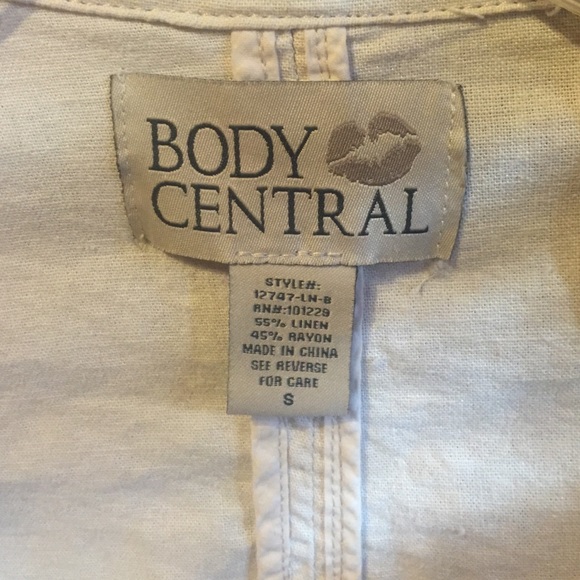 BODY
CENTRAL
STYLE#:
12747-LN-B
RN#:101229
55% LINEN
45% RAYON
MADE IN CHINA
SEE REVERSE
FOR CARE
S